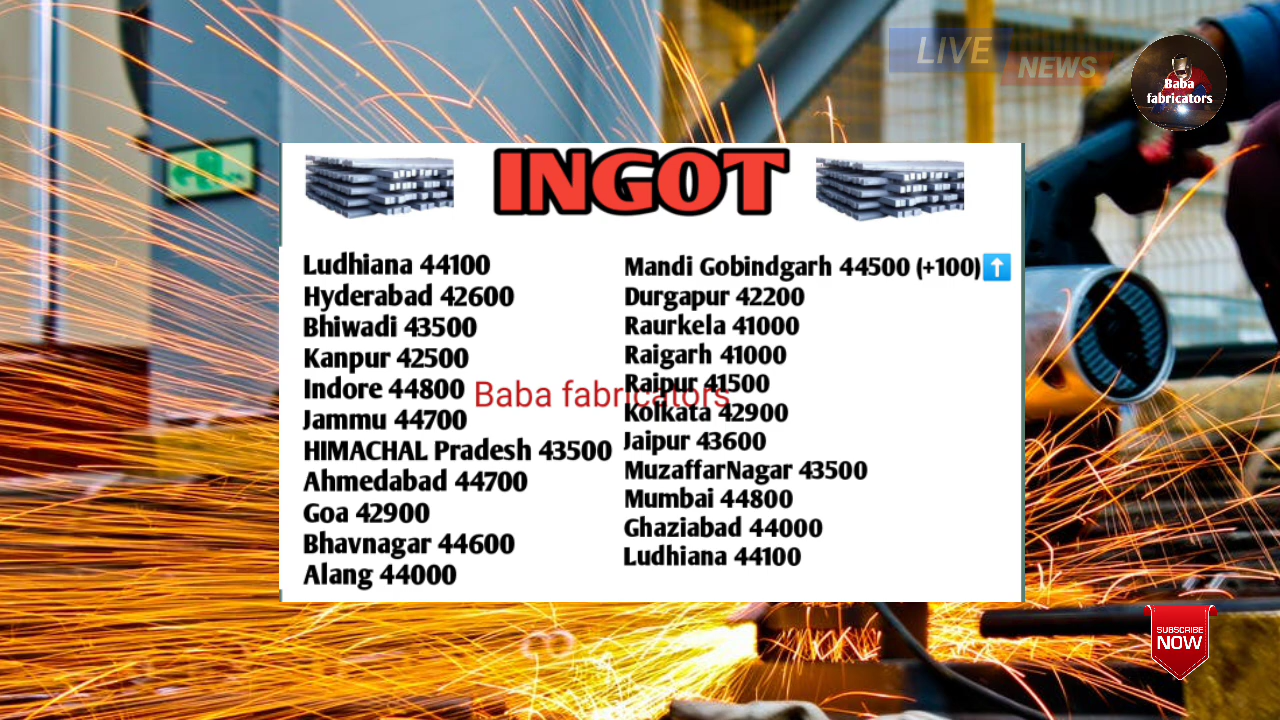 LIVE
NEWS
Baba
fabricators
INGOT
Ludhiana 44100
Hyderabad 42600
Bhiwadi 43500
Kanpur 42500
Indore 44800
Jammu 44700
HIMACHAL Pradesh 43500
Ahmedabad 44700
Goa 42900
Bhavnagar 44600
Alang 44000
Baba fabricators
Mandi Gobindgarh 44500 (+100)⬆️
Durgapur 42200
Raurkela 41000
Raigarh 41000
Raipur 41500
Kolkata 42900
Jaipur 43600
MuzaffarNagar 43500
Mumbai 44800
Ghaziabad 44000
Ludhiana 44100
SUBSCRIBE
NOW